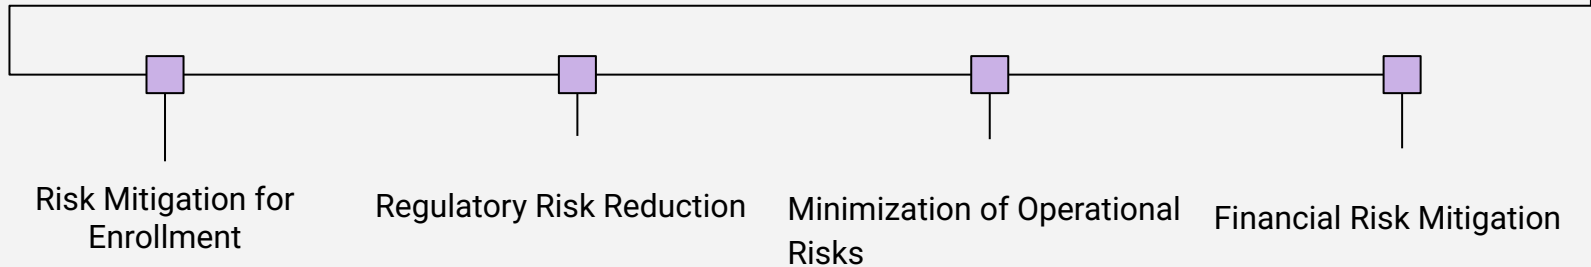 Risk Mitigation for
Enrollment
Regulatory Risk Reduction
Minimization of Operational
Risks
Financial Risk Mitigation